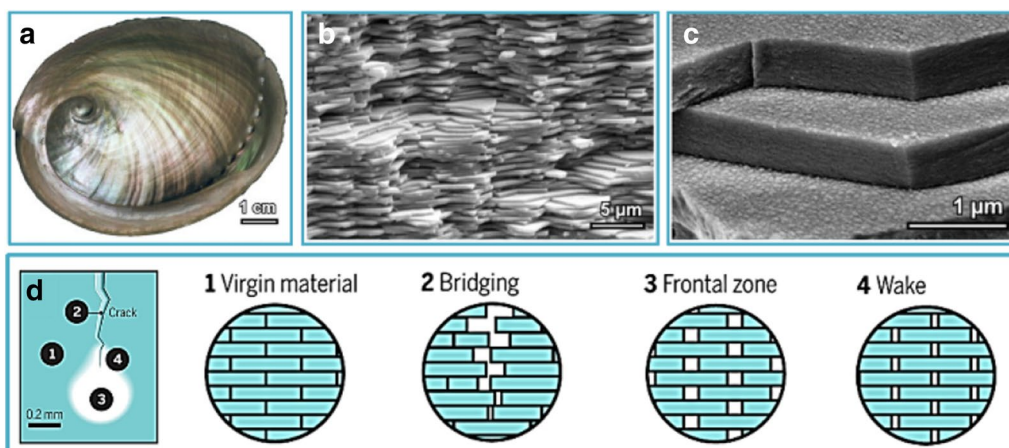 a
b
c
1 cm
5 µm
1 µm
d
2
Crack
1
4
3
0.2 mm
1 Virgin material
2 Bridging
3 Frontal zone
4 Wake